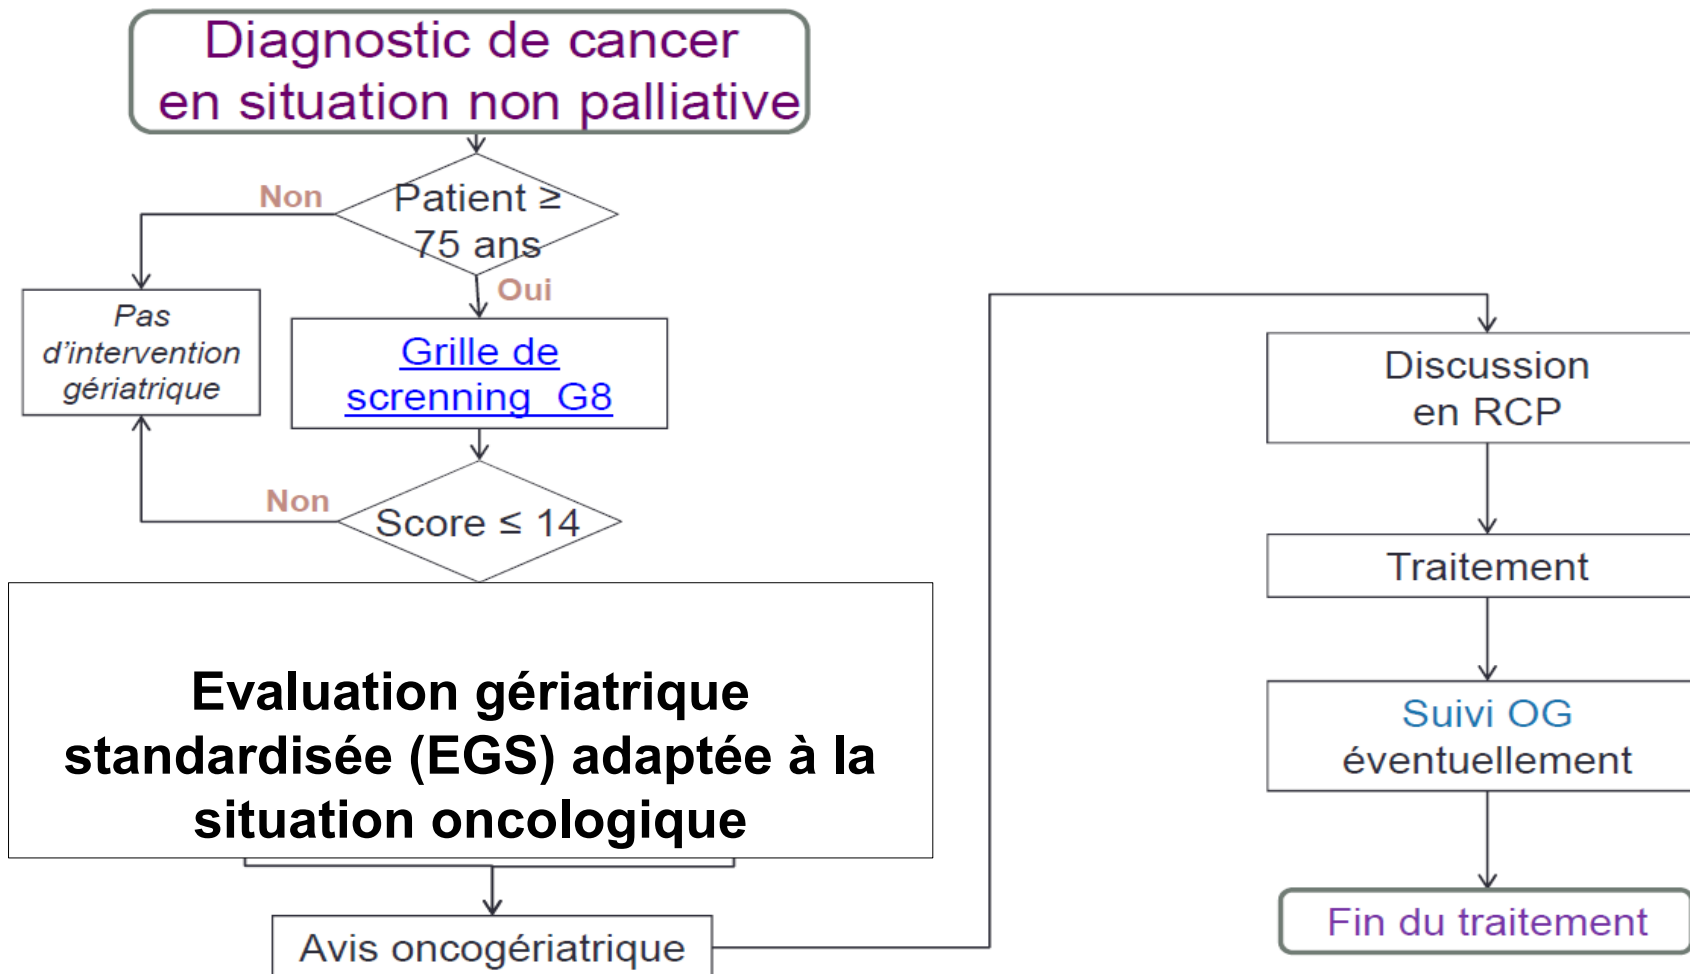 Diagnostic de cancer
en situation non palliative
Non
Patient ≥
75 ans
Oui
Pas
d'intervention
gériatrique
Grille de
screnning G8
Non
Score ≤ 14
Evaluation gériatrique
standardisée (EGS) adaptée à la
situation oncologique
Avis oncogériatrique
Discussion
en RCP
Traitement
Suivi OG
éventuellement
Fin du traitement